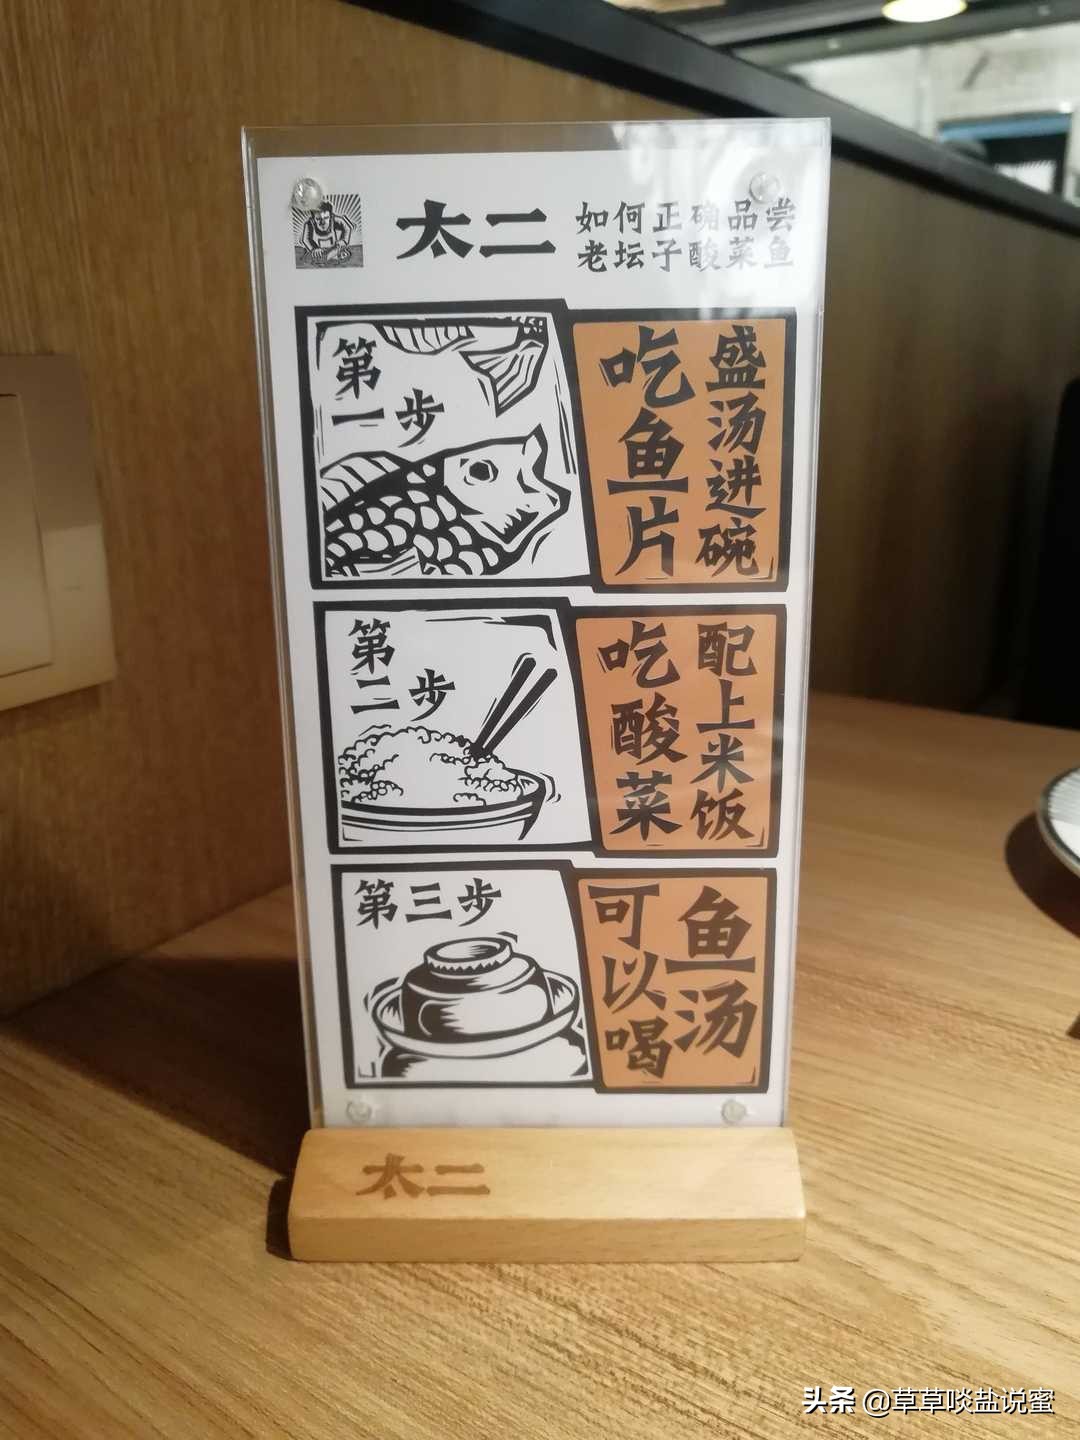 太二
如何正确品尝
老坛子酸菜鱼
第一步
盛汤进碗
吃鱼片
第二步
配上米饭
吃酸菜
第三步
鱼汤
可以喝
太二
头条 @草草啖盐说蜜